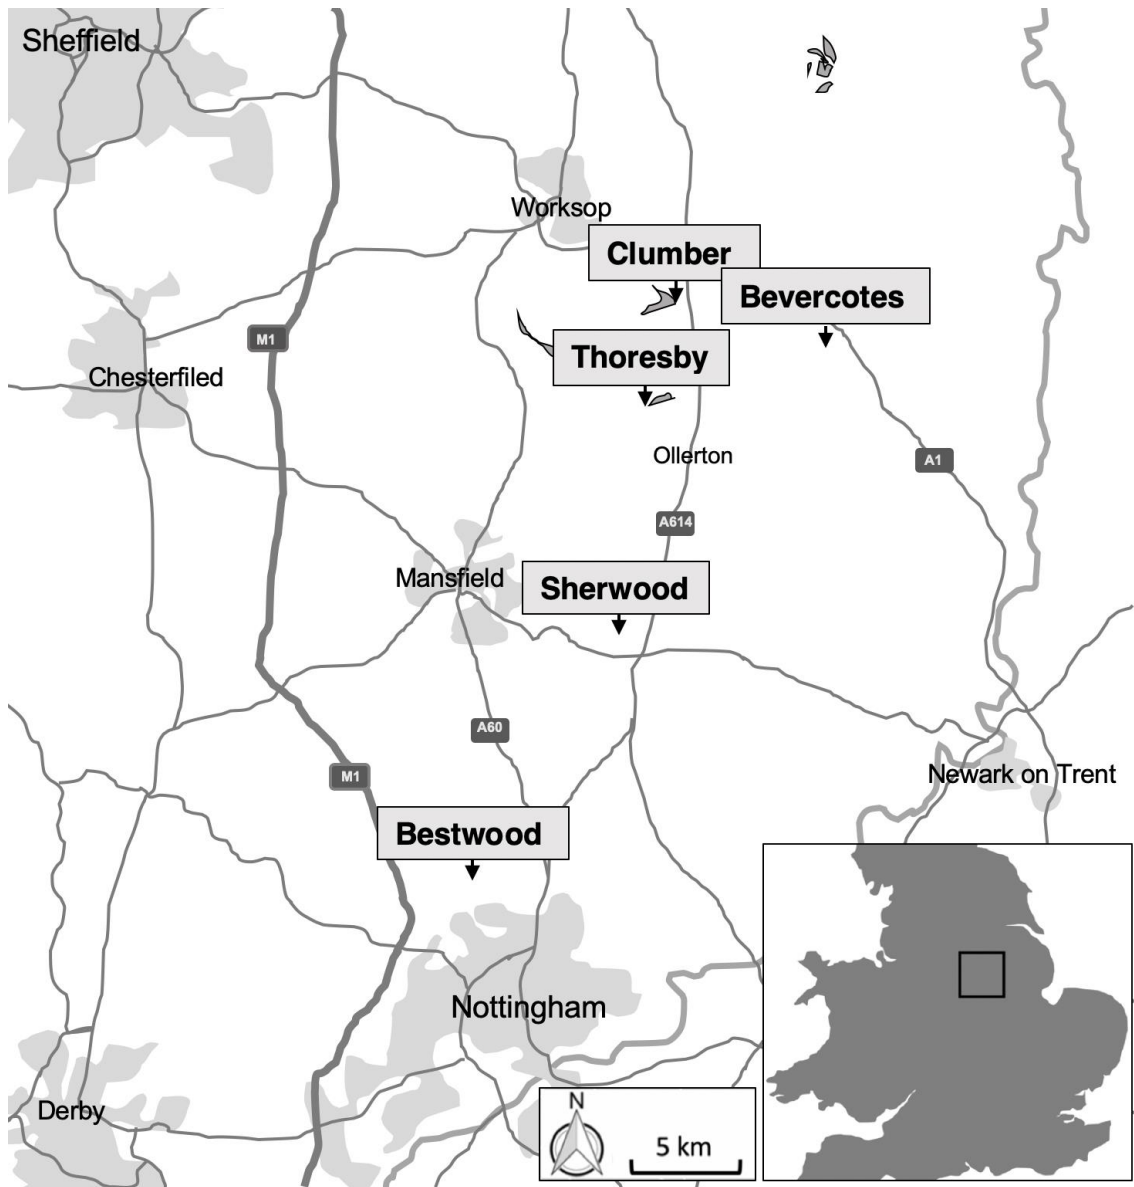 Sheffield
Worksop
Clumber
Bevercotes
M1
Thoresby
Chesterfiled
Ollerton
A1
A614
Mansfield
Sherwood
A60
M1
Newark on Trent
Bestwood
Nottingham
N
Derby
5 km